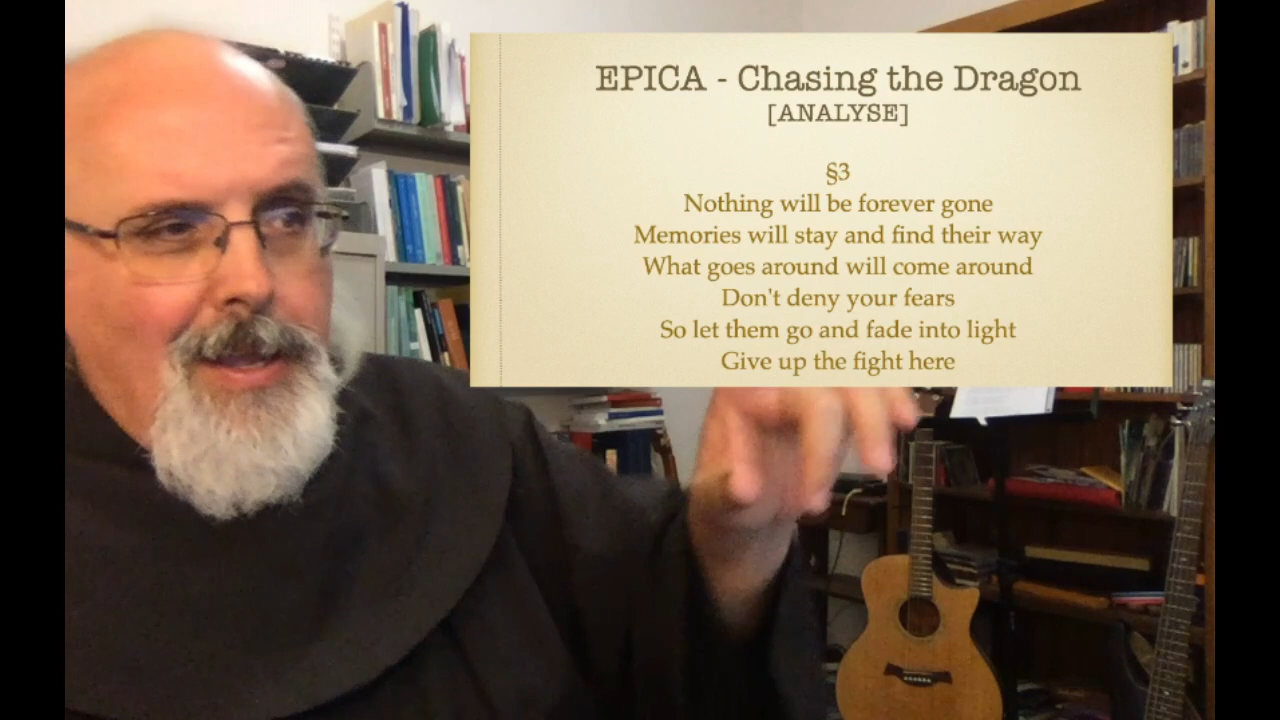 EPICA - Chasing the Dragon
[ANALYSE]
§3
Nothing will be forever gone
Memories will stay and find their way
What goes around will come around
Don't deny your fears
So let them go and fade into light
Give up the fight here